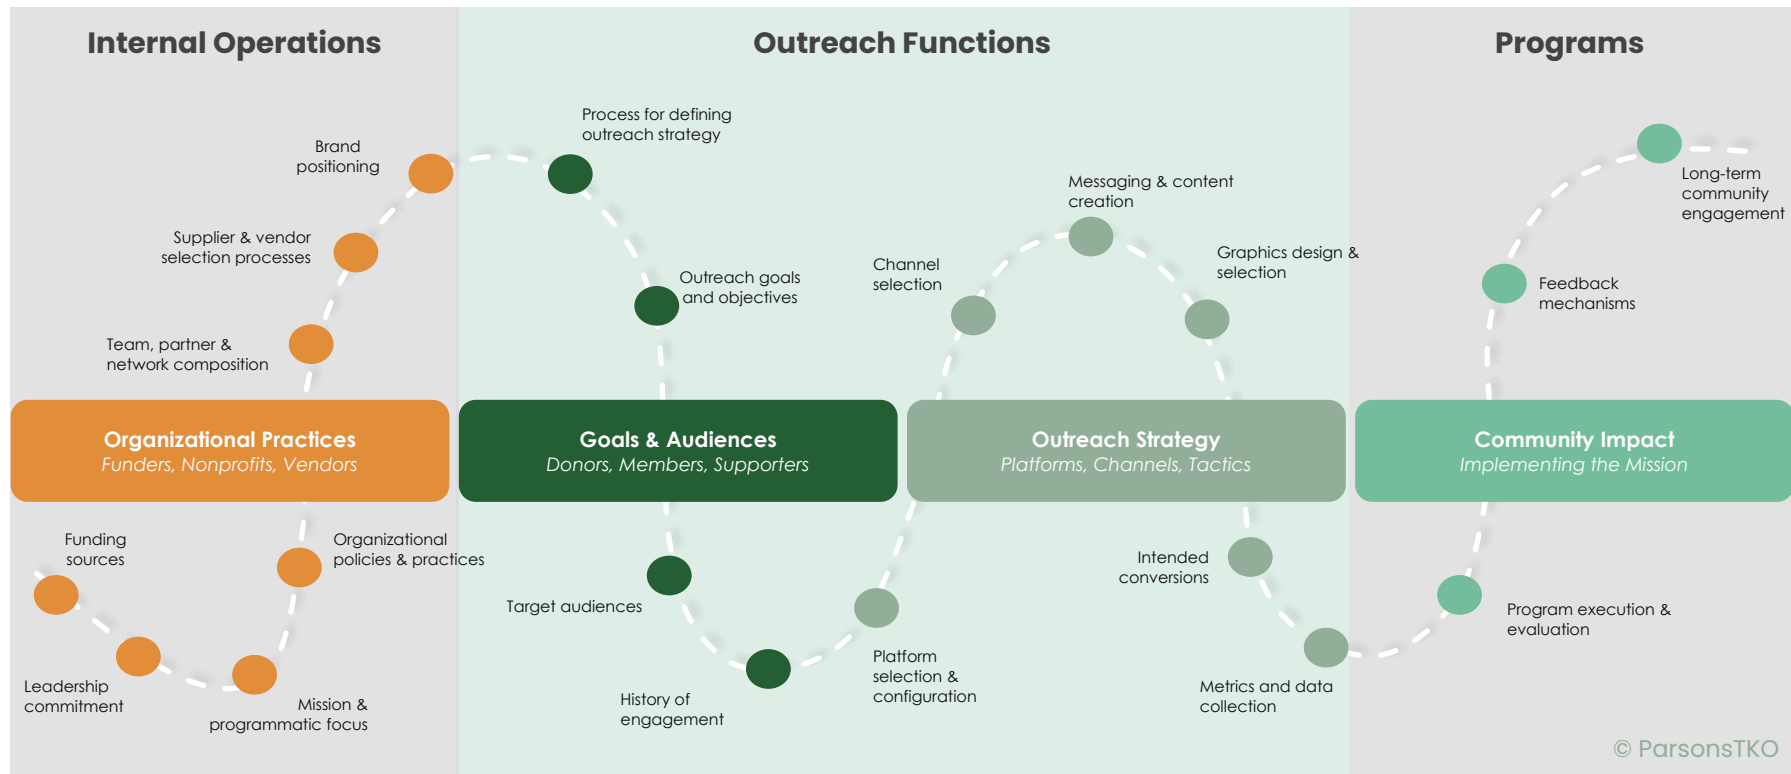 Internal Operations
Outreach Functions
Programs
Process for defining
outreach strategy
Brand
positioning
Long-term
community
engagement
Messaging & content
creation
Supplier & vendor
selection processes
Graphics design &
selection
Channel
selection
Outreach goals
and objectives
Feedback
mechanisms
Team, partner &
network composition
Organizational Practices
Funders, Nonprofits, Vendors
Goals & Audiences
Donors, Members, Supporters
Outreach Strategy
Platforms, Channels, Tactics
Community Impact
Implementing the Mission
Funding
sources
Organizational
policies & practices
Intended
conversions
Target audiences
Program execution &
evaluation
Platform
selection &
configuration
Leadership
commitment
Mission &
programmatic focus
History of
engagement
Metrics and data
collection
© ParsonsTKO